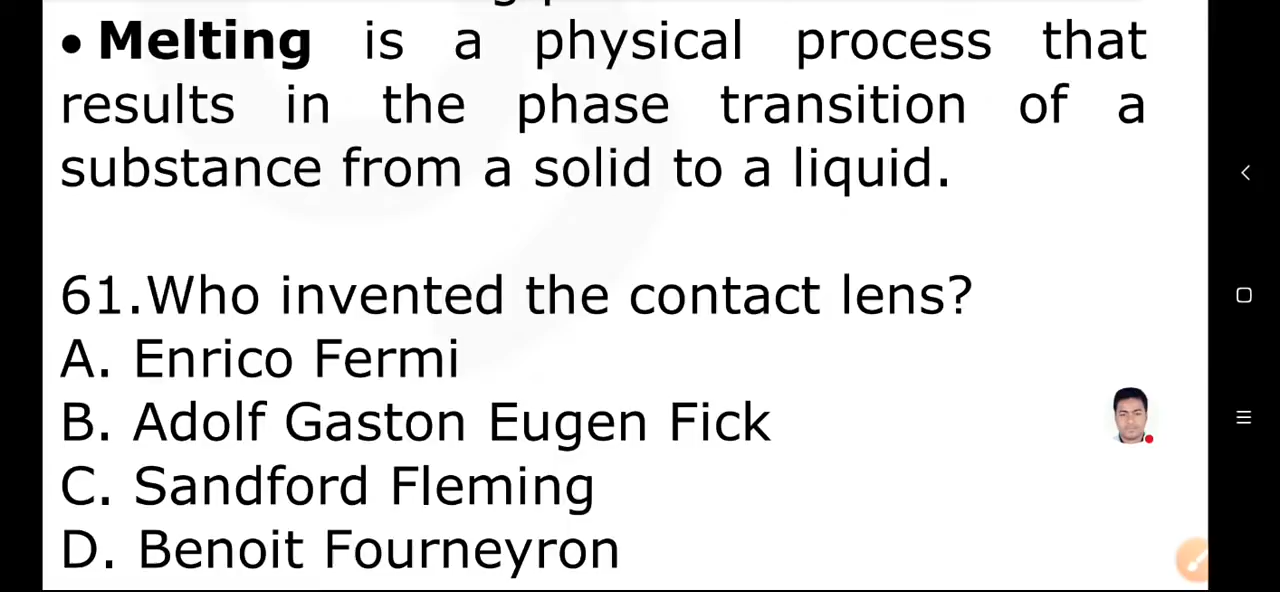 • Melting is a physical process that
results in the phase transition of a
substance from a solid to a liquid.
61.Who invented the contact lens?
A. Enrico Fermi
B. Adolf Gaston Eugen Fick
C. Sandford Fleming
D. Benoit Fourneyron